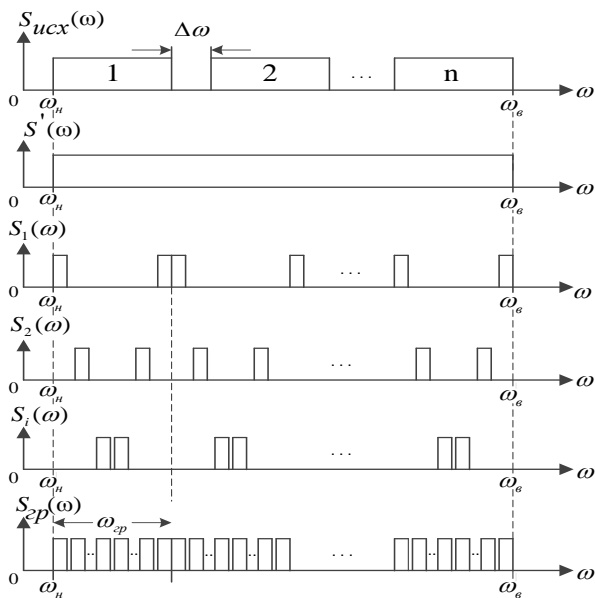 S_исх(ω)
Δω
1
2
...
n
0
ω_н
ω_в
ω
S'(ω)
0
ω_н
ω_в
ω
S_1(ω)
...
0
ω_н
ω_в
ω
S_2(ω)
...
0
ω_н
ω_в
ω
S_i(ω)
...
0
ω_н
ω_в
ω
S_гр(ω)
ω_гр
.. .. .. .. ... .. ..
0
ω_н
ω_в
ω